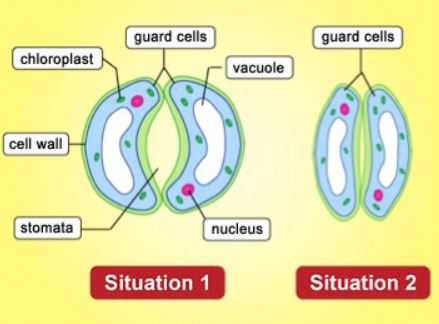 guard cells
chloroplast
vacuole
cell wall
stomata
nucleus
Situation 1
guard cells
Situation 2